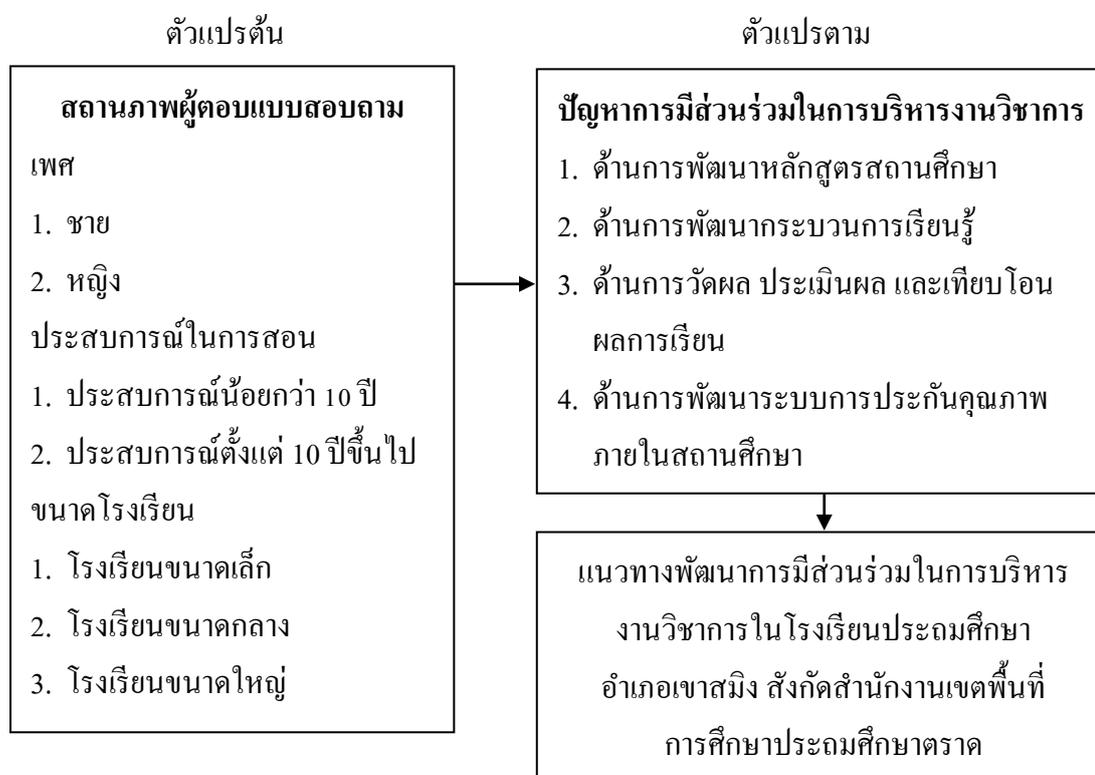 ตัวแปรต้น
สถานภาพผู้ตอบแบบสอบถาม
เพศ
1. ชาย
2. หญิง
ประสบการณ์ในการสอน
1. ประสบการณ์น้อยกว่า 10 ปี
2. ประสบการณ์ตั้งแต่ 10 ปีขึ้นไป
ขนาดโรงเรียน
1. โรงเรียนขนาดเล็ก
2. โรงเรียนขนาดกลาง
3. โรงเรียนขนาดใหญ่
ตัวแปรตาม
ปัญหาการมีส่วนร่วมในการบริหารงานวิชาการ
1. ด้านการพัฒนาหลักสูตรสถานศึกษา
2. ด้านการพัฒนากระบวนการเรียนรู้
3. ด้านการวัดผล ประเมินผล และเทียบโอน
ผลการเรียน
4. ด้านการพัฒนาระบบการประกันคุณภาพ
ภายในสถานศึกษา
แนวทางพัฒนาการมีส่วนร่วมในการบริหาร
งานวิชาการในโรงเรียนประถมศึกษา
อำเภอเขาสมิง สังกัดสำนักงานเขตพื้นที่
การศึกษาประถมศึกษาตราด